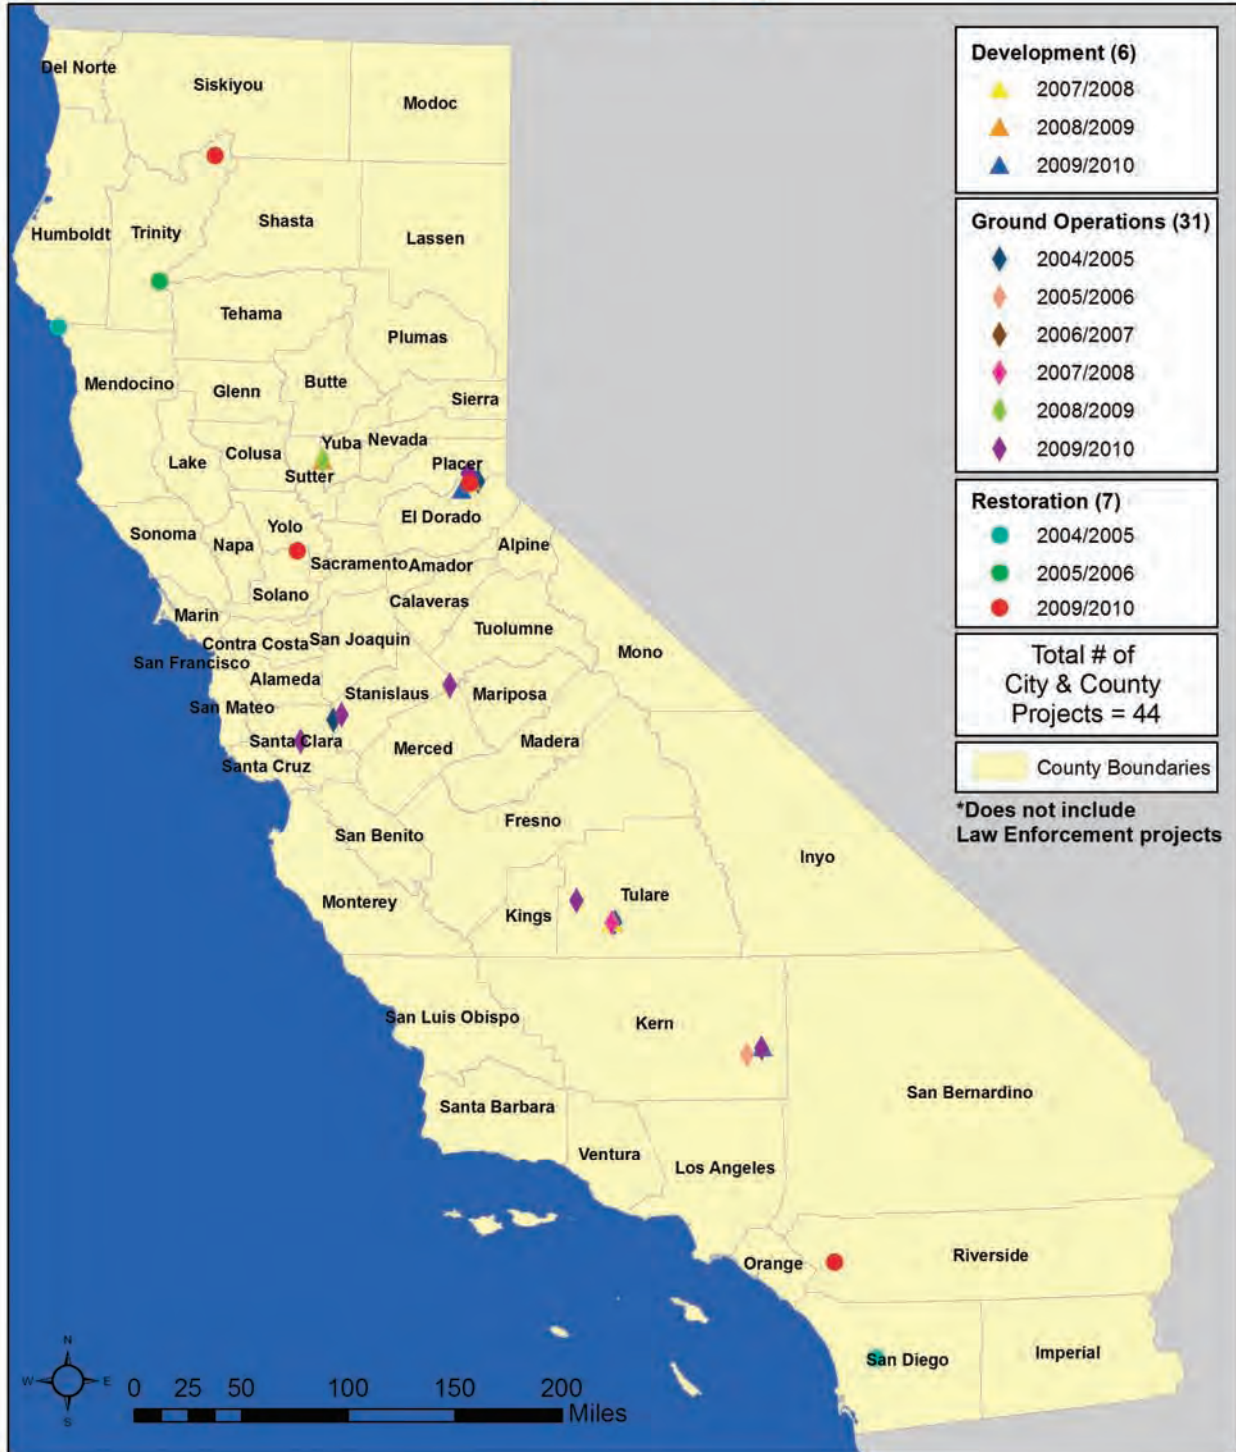 Del Norte
Siskiyou
Modoc
Humboldt
Trinity
Shasta
Lassen
Tehama
Plumas
Mendocino
Glenn
Butte
Sierra
Lake
Colusa
Yuba
Nevada
Sutter
Placer
El Dorado
Sonoma
Napa
Yolo
Sacramento
Amador
Alpine
Solano
Marin
Calaveras
Contra Costa
San Joaquin
Tuolumne
San Francisco
Alameda
Mono
San Mateo
Stanislaus
Mariposa
Santa Clara
Merced
Madera
Santa Cruz
San Benito
Fresno
Inyo
Monterey
Kings
Tulare
San Luis Obispo
Kern
Santa Barbara
San Bernardino
Ventura
Los Angeles
Orange
Riverside
San Diego
Imperial
Development (6)
2007/2008
2008/2009
2009/2010
Ground Operations (31)
2004/2005
2005/2006
2006/2007
2007/2008
2008/2009
2009/2010
Restoration (7)
2004/2005
2005/2006
2009/2010
Total # of
City & County
Projects = 44
County Boundaries
*Does not include
Law Enforcement projects
N
W E
S
0 25 50 100 150 200
Miles